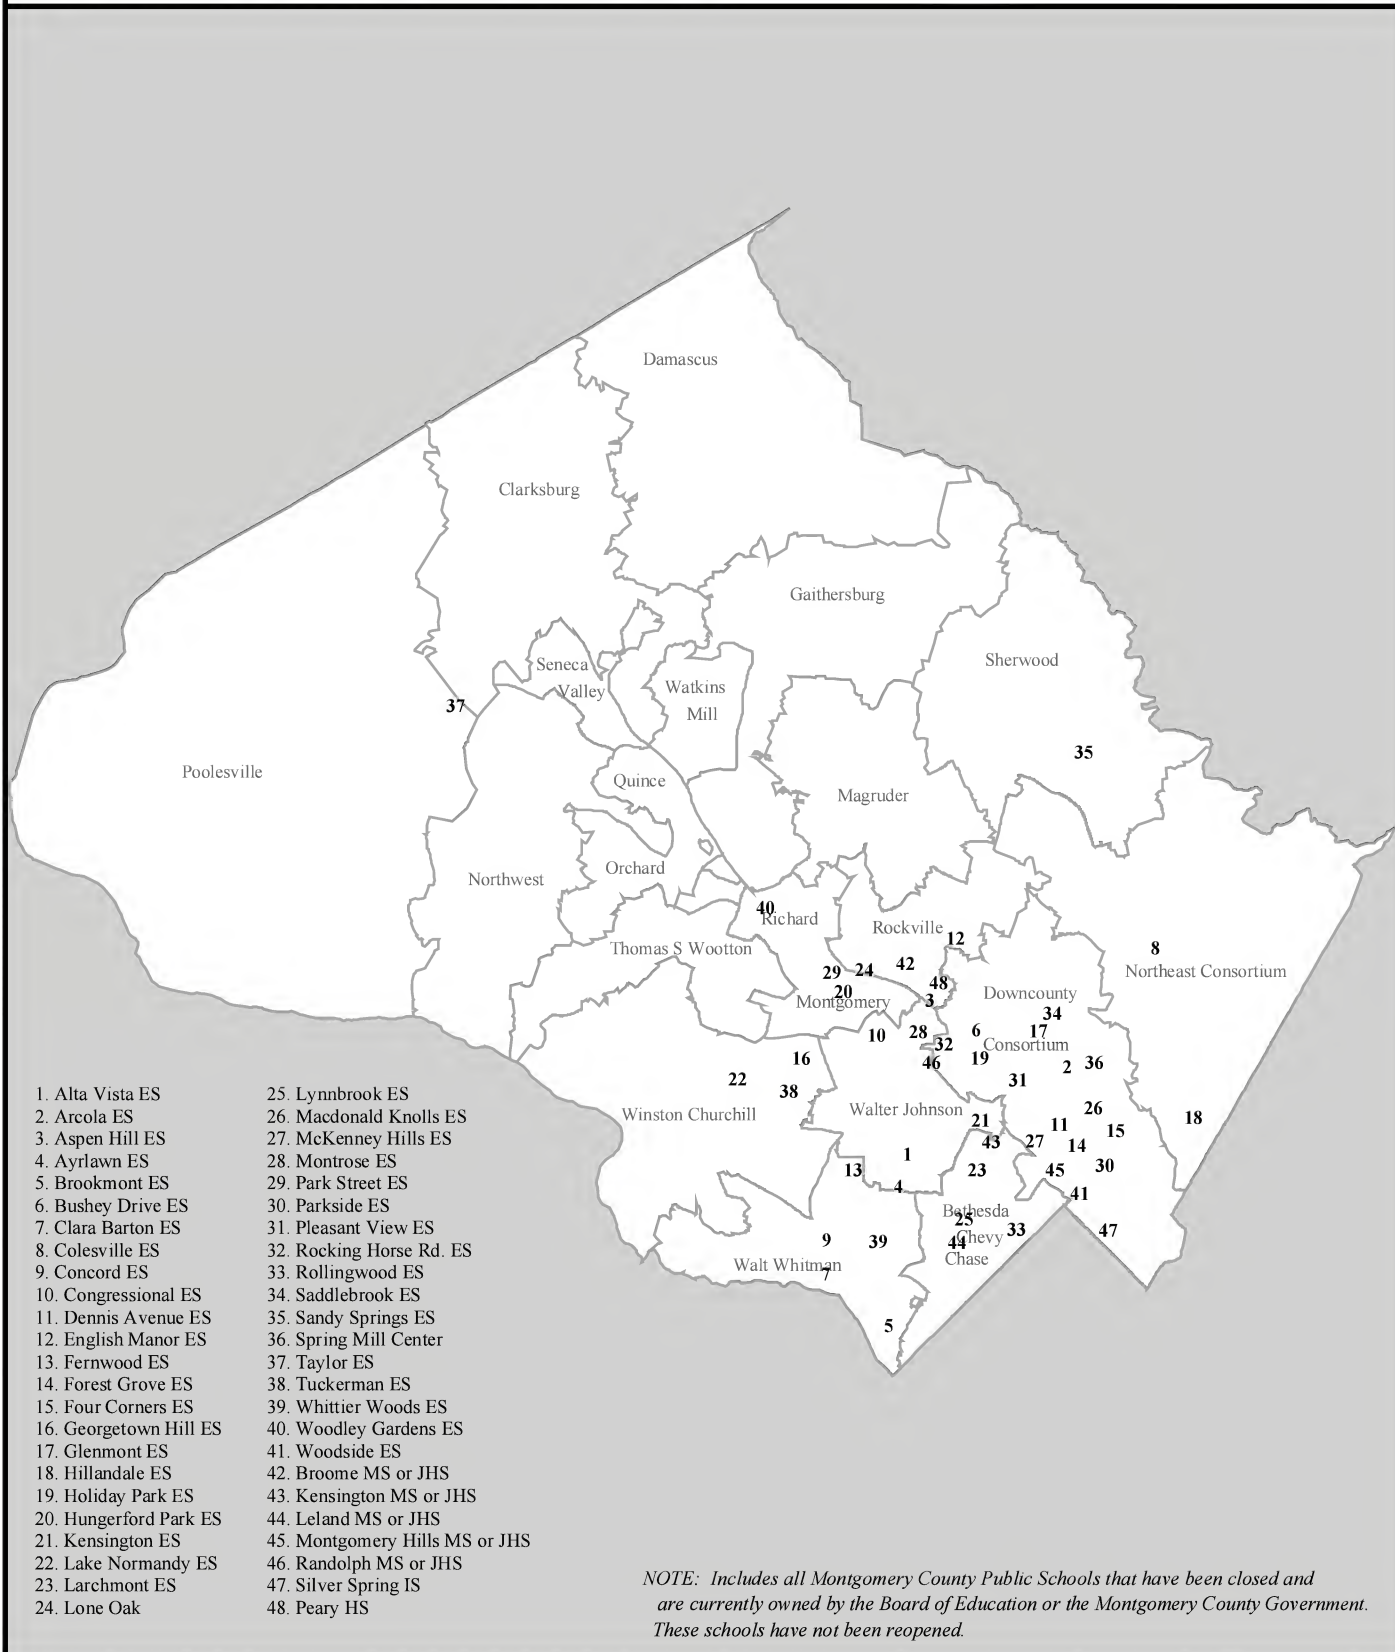 Damascus
Clarksburg
Gaithersburg
Sherwood
Seneca
Valley
Watkins
Mill
37
35
Poolesville
Quince
Magruder
Orchard
Northwest
40
Richard
Rockville
12
Thomas S Wootton
8
Northeast Consortium
29
24
42
48
20
Montgomery
3
Downcounty
34
10
28
6
17
32
Consortium
16
46
19
2
36
22
38
31
Winston Churchill
Walter Johnson
26
18
21
11
15
43
27
14
1
13
23
45
30
4
41
Bethesda
25
33
47
9
39
44
Chevy
Chase
Walt Whitman
7
5
1. Alta Vista ES
2. Arcola ES
3. Aspen Hill ES
4. Ayrlawn ES
5. Brookmont ES
6. Bushey Drive ES
7. Clara Barton ES
8. Colesville ES
9. Concord ES
10. Congressional ES
11. Dennis Avenue ES
12. English Manor ES
13. Fernwood ES
14. Forest Grove ES
15. Four Corners ES
16. Georgetown Hill ES
17. Glenmont ES
18. Hillandale ES
19. Holiday Park ES
20. Hungerford Park ES
21. Kensington ES
22. Lake Normandy ES
23. Larchmont ES
24. Lone Oak
25. Lynnbrook ES
26. Macdonald Knolls ES
27. McKenney Hills ES
28. Montrose ES
29. Park Street ES
30. Parkside ES
31. Pleasant View ES
32. Rocking Horse Rd. ES
33. Rollingwood ES
34. Saddlebrook ES
35. Sandy Springs ES
36. Spring Mill Center
37. Taylor ES
38. Tuckerman ES
39. Whittier Woods ES
40. Woodley Gardens ES
41. Woodside ES
42. Broome MS or JHS
43. Kensington MS or JHS
44. Leland MS or JHS
45. Montgomery Hills MS or JHS
46. Randolph MS or JHS
47. Silver Spring IS
48. Peary HS
NOTE: Includes all Montgomery County Public Schools that have been closed and
are currently owned by the Board of Education or the Montgomery County Government.
These schools have not been reopened.